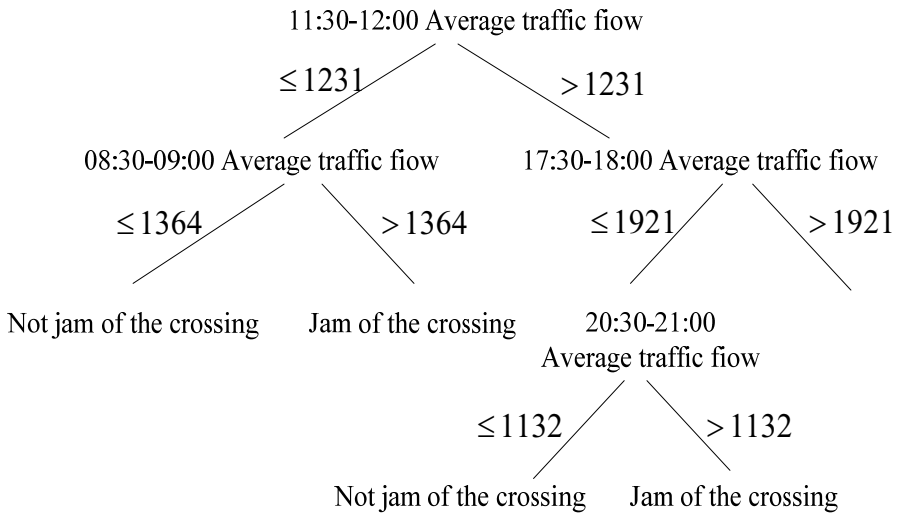 11:30-12:00 Average traffic fiow
≤1231
>1231
08:30-09:00 Average traffic fiow
17:30-18:00 Average traffic fiow
≤1364
>1364
≤1921
>1921
Not jam of the crossing
Jam of the crossing
20:30-21:00
Average traffic fiow
≤1132
>1132
Not jam of the crossing
Jam of the crossing